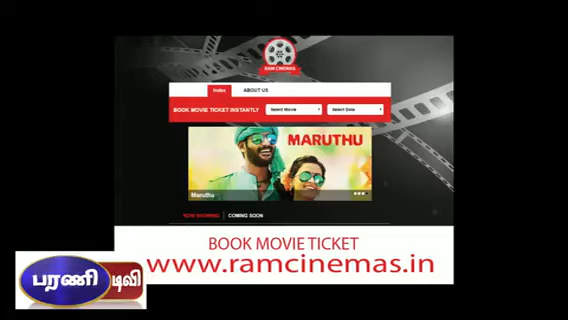 RAM CINEMAS
Index ABOUT US
BOOK MOVIE TICKET INSTANTLY Select Movie Select Date
MARUTHU
Maruthu
NOW SHOWING COMING SOON
BOOK MOVIE TICKET
www.ramcinemas.in
பரணி டிவி